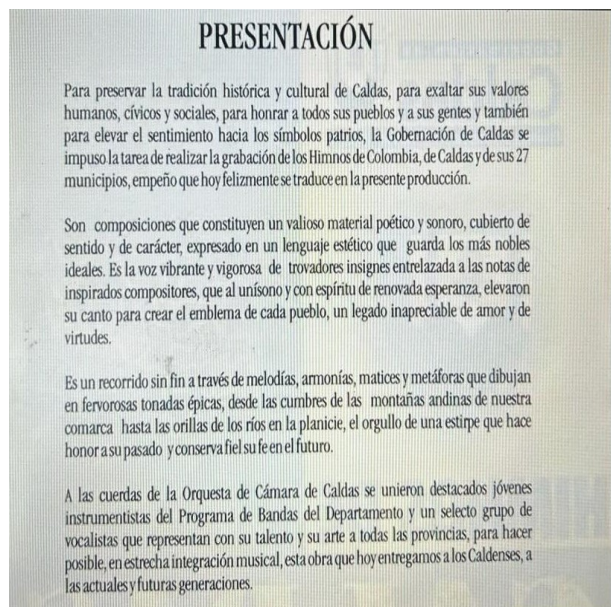 PRESENTACIÓN
Para preservar la tradición histórica y cultural de Caldas, para exaltar sus valores
humanos, cívicos y sociales, para honrar a todos sus pueblos y a sus gentes y también
para elevar el sentimiento hacia los símbolos patrios, la Gobernación de Caldas se
impuso la tarea de realizar la grabación de los Himnos de Colombia, de Caldas y de sus 27
municipios, empeño que hoy felizmente se traduce en la presente producción.
Son composiciones que constituyen un valioso material poético y sonoro, cubierto de
sentido y de carácter, expresado en un lenguaje estético que guarda los más nobles
ideales. Es la voz vibrante y vigorosa de trovadores insignes entrelazada a las notas de
inspirados compositores, que al unísono y con espíritu de renovada esperanza, elevaron
su canto para crear el emblema de cada pueblo, un legado inapreciable de amor y de
virtudes.
Es un recorrido sin fin a través de melodías, armonías, matices y metáforas que dibujan
en fervorosas tonadas épicas, desde las cumbres de las montañas andinas de nuestra
comarca hasta las orillas de los ríos en la planicie, el orgullo de una estirpe que hace
honor a su pasado y conserva fiel su fe en el futuro.
A las cuerdas de la Orquesta de Cámara de Caldas se unieron destacados jóvenes
instrumentistas del Programa de Bandas del Departamento y un selecto grupo de
vocalistas que representan con su talento y su arte a todas las provincias, para hacer
posible, en estrecha integración musical, esta obra que hoy entregamos a los Caldenses, a
las actuales y futuras generaciones.